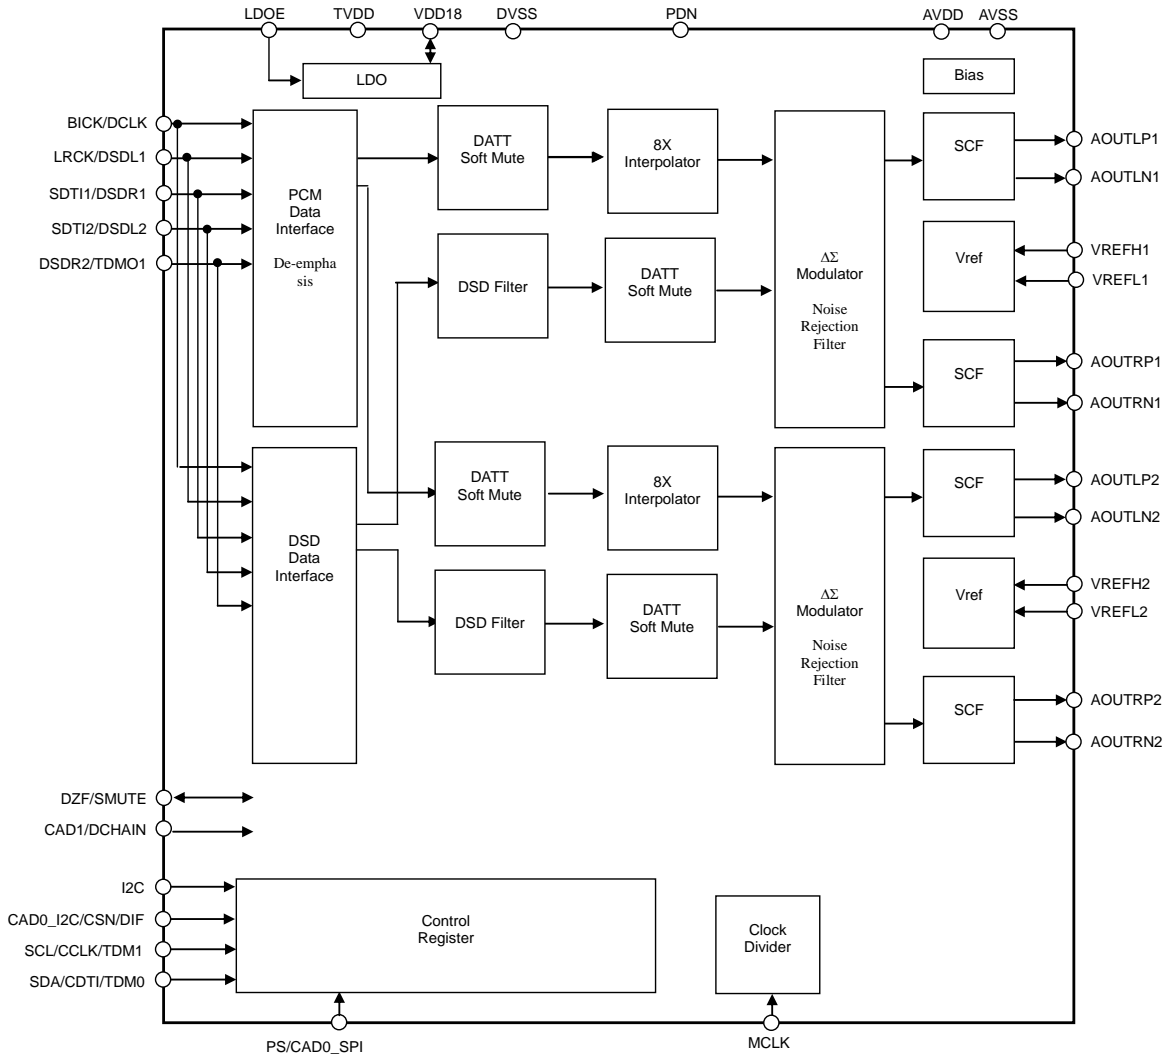 LDOE TVDD VDD18 DVSS PDN AVDD AVSS
LDO
Bias
BICK/DCLK
LRCK/DSDL1
SDTI1/DSDR1
SDTI2/DSDL2
DSDR2/TDMO1
PCM
Data
Interface
De-empha
sis
DATT
Soft Mute
8X
Interpolator
DSD Filter
DATT
Soft Mute
ΔΣ
Modulator
Noise
Rejection
Filter
SCF
Vref
SCF
AOUTLP1
AOUTLN1
VREFH1
VREFL1
AOUTRP1
AOUTRN1
DSD
Data
Interface
DATT
Soft Mute
8X
Interpolator
DSD Filter
DATT
Soft Mute
ΔΣ
Modulator
Noise
Rejection
Filter
SCF
Vref
SCF
AOUTLP2
AOUTLN2
VREFH2
VREFL2
AOUTRP2
AOUTRN2
DZF/SMUTE
CAD1/DCHAIN
I2C
CAD0_I2C/CSN/DIF
SCL/CCLK/TDM1
SDA/CDTI/TDM0
Control
Register
Clock
Divider
PS/CAD0_SPI
MCLK